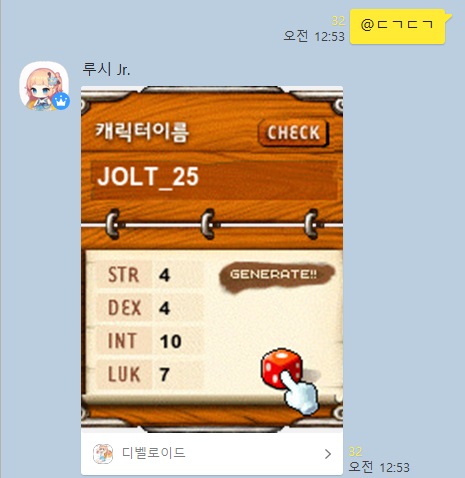 32
오전 12:53
@ㄷㄱㄷㄱ
루시 Jr.
캐릭터이름
CHECK
JOLT_25
STR 4
GENERATE!!
DEX 4
INT 10
LUK 7
디벨로이드
32
오전 12:53